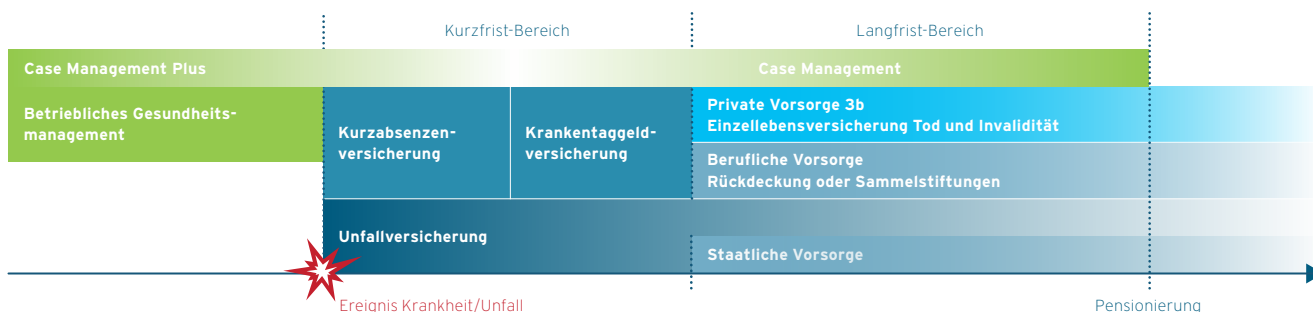 Kurzfrist-Bereich
Langfrist-Bereich
Case Management Plus
Case Management
Betriebliches Gesundheits-
management
Kurzabsenzen-
versicherung
Krankentaggeld-
versicherung
Private Vorsorge 3b
Einzellebensversicherung Tod und Invalidität
Berufliche Vorsorge
Rückdeckung oder Sammelstiftungen
Unfallversicherung
Staatliche Vorsorge
Ereignis Krankheit/Unfall
Pensionierung